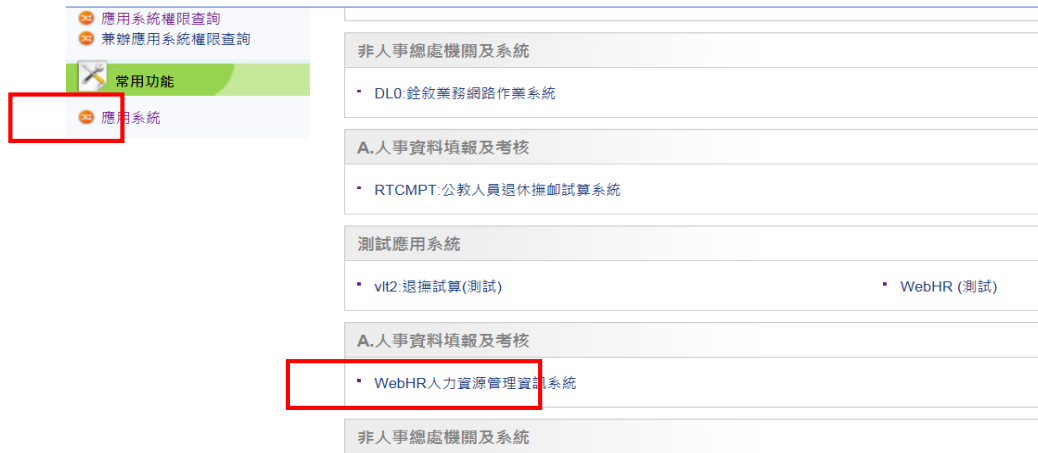 應用系統權限查詢
兼辦應用系統權限查詢
常用功能
應用系統
非人事總處機關及系統
DL0:銓敘業務網路作業系統
A.人事資料填報及考核
RTCMPT:公教人員退休撫卹試算系統
測試應用系統
vlt2:退撫試算(測試)
WebHR (測試)
A.人事資料填報及考核
WebHR人力資源管理資訊系統
非人事總處機關及系統